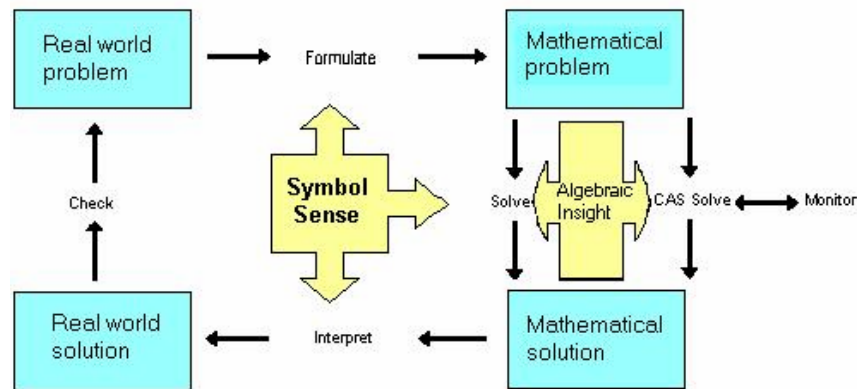 Real world
problem
Formulate
Mathematical
problem
Symbol
Sense
Check
Solve
Algebraic
Insight
CAS Solve
Monitor
Real world
solution
Interpret
Mathematical
solution